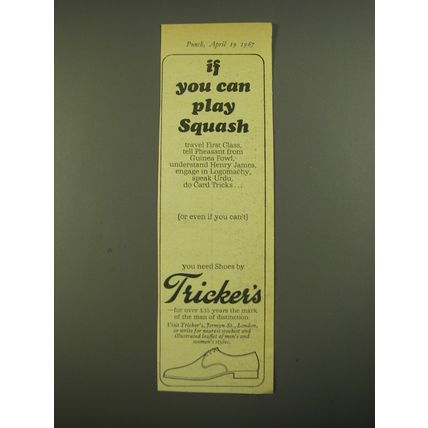 Punch, April 19 1967
if
you can
play
Squash
travel First Class,
tell Pheasant from
Guinea Fowl,
understand Henry James,
engage in Logomachy,
speak Urdu,
do Card Tricks...
[or even if you can't]
you need Shoes by
Tricker's
—for over 135 years the mark
of the man of distinction.
Visit Tricker's, Jermyn St., London,
or write for nearest stockist and
illustrated leaflet of men's and
women's styles.